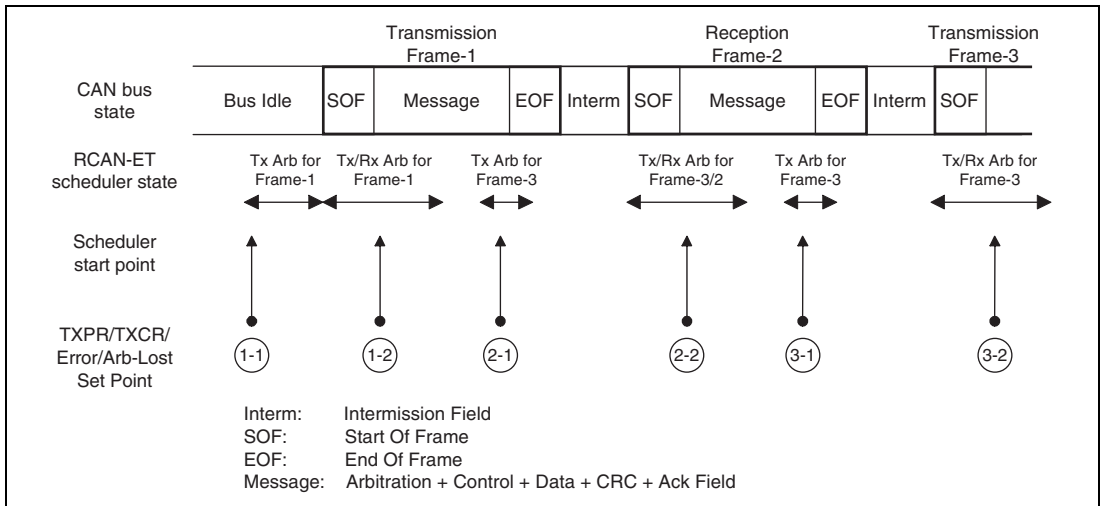 Transmission
Frame-1
Reception
Frame-2
Transmission
Frame-3
CAN bus
state
Bus Idle
SOF
Message
EOF
Interm
SOF
Message
EOF
Interm
SOF
RCAN-ET
scheduler state
Tx Arb for
Frame-1
Tx/Rx Arb for
Frame-1
Tx Arb for
Frame-3
Tx/Rx Arb for
Frame-3/2
Tx Arb for
Frame-3
Tx/Rx Arb for
Frame-3
Scheduler
start point
TXPR/TXCR/
Error/Arb-Lost
Set Point
1-1
1-2
2-1
2-2
3-1
3-2
Interm: Intermission Field
SOF: Start Of Frame
EOF: End Of Frame
Message: Arbitration + Control + Data + CRC + Ack Field